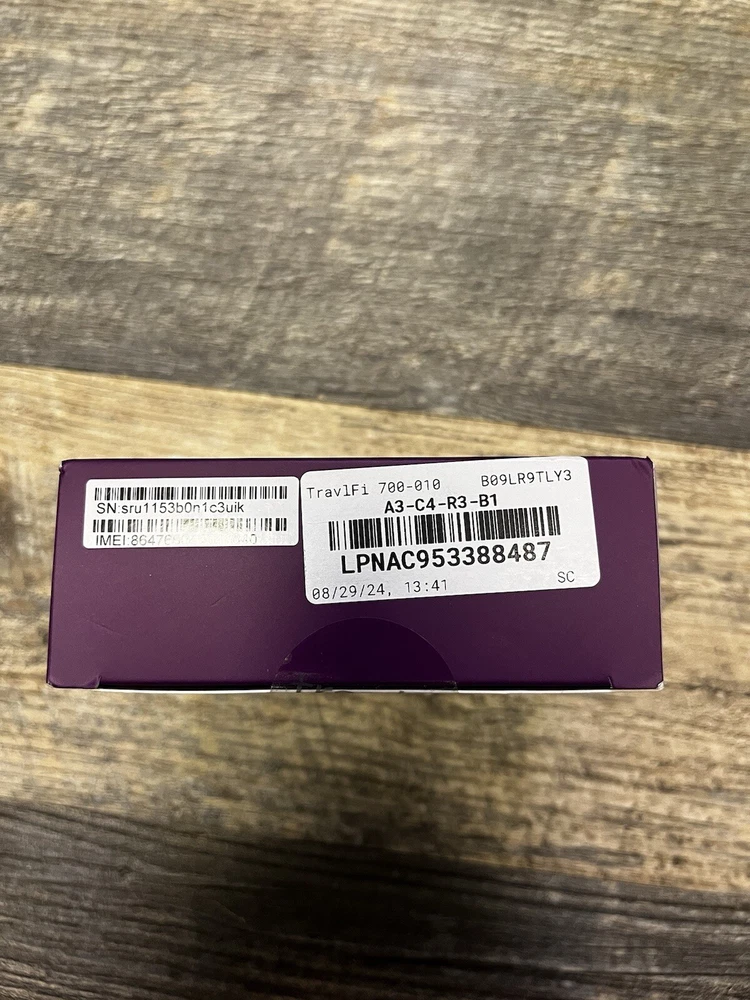 SN:sru1153b0n1c3uik
TravlFi 700-010 B09LR9TLY3
A3-C4-R3-B1
LPNAC953388487
08/29/24, 13:41 SC